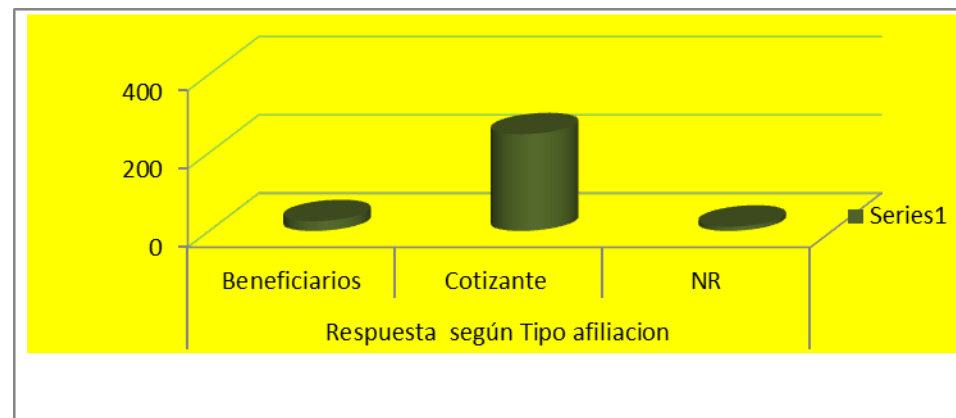 400
200
0
Series1
Beneficiarios
Cotizante
NR
Respuesta según Tipo afiliacion